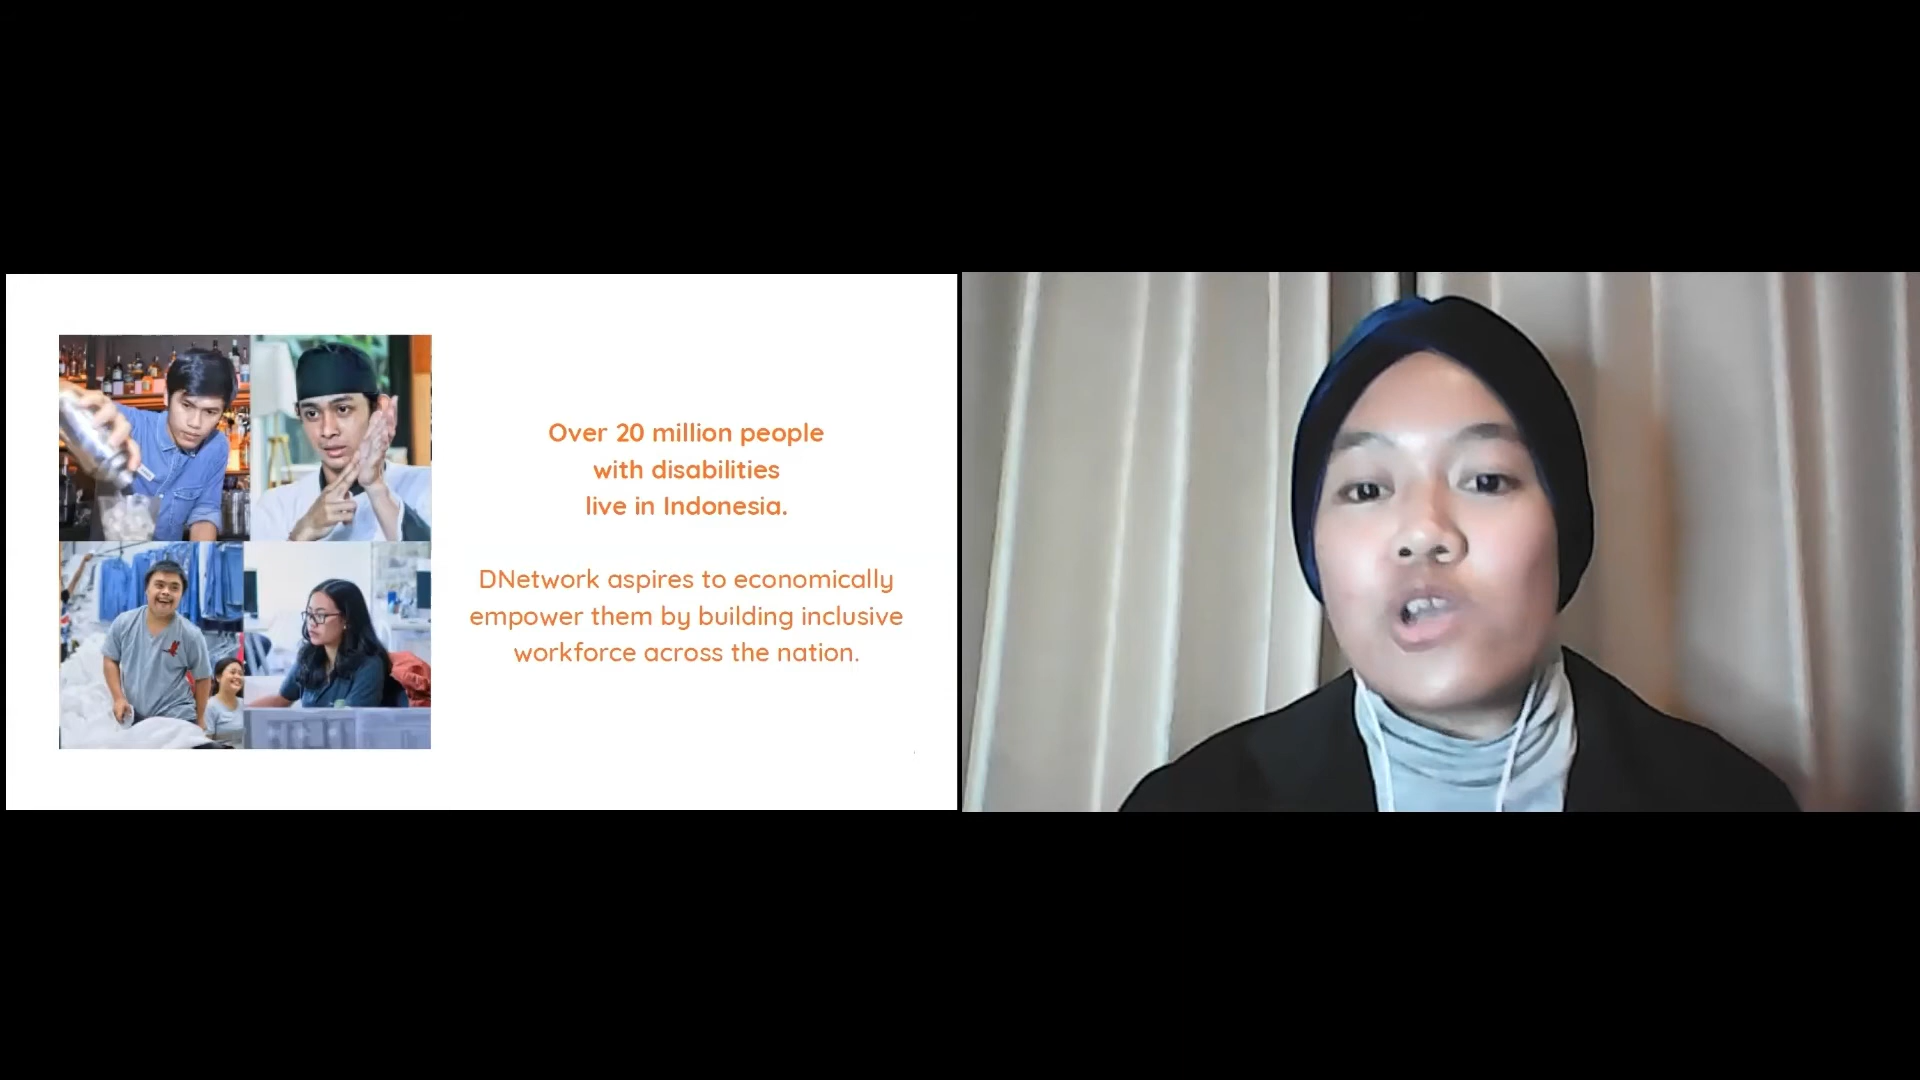 Over 20 million people
with disabilities
live in Indonesia.
DNetwork aspires to economically
empower them by building inclusive
workforce across the nation.